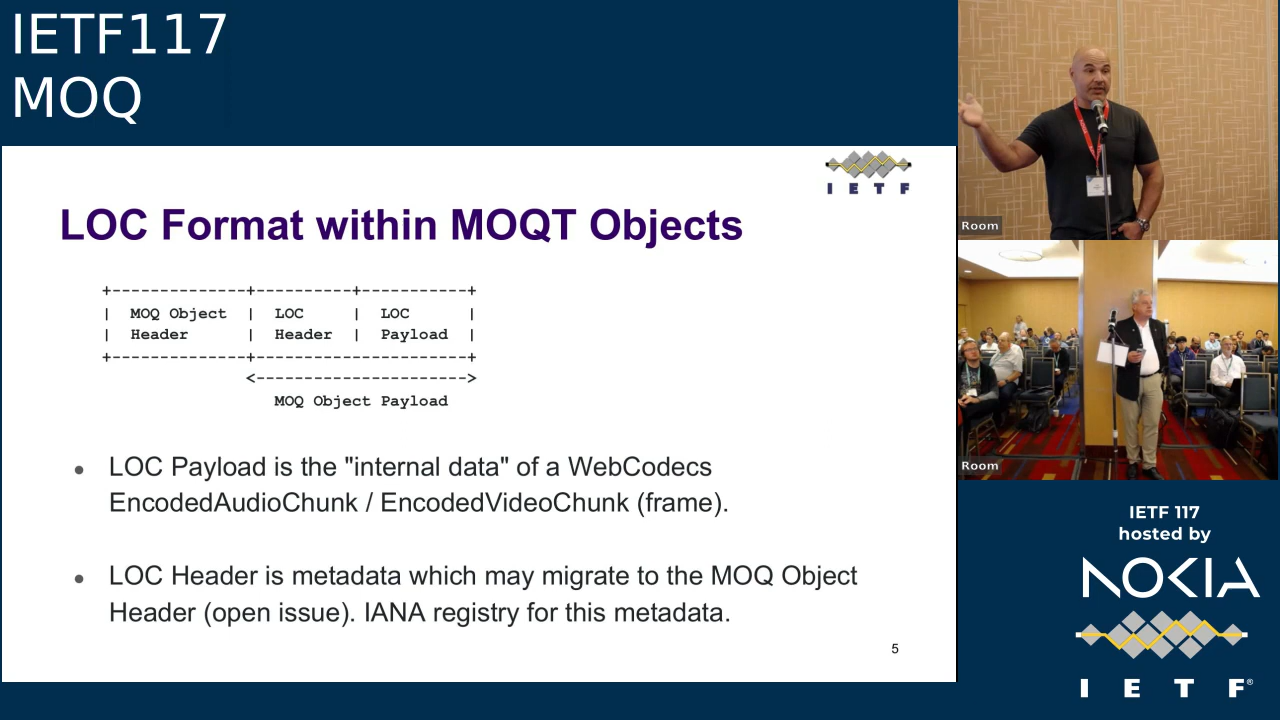 IETF117
MOQ
I E T F
LOC Format within MOQT Objects
+--------------+----------+-----------+
| MOQ Object | LOC | LOC |
| Header | Header | Payload |
+--------------+----------------------+
<---------------------->
MOQ Object Payload
• LOC Payload is the "internal data" of a WebCodecs
EncodedAudioChunk / EncodedVideoChunk (frame).
• LOC Header is metadata which may migrate to the MOQ Object
Header (open issue). IANA registry for this metadata.
5
Room
Room
IETF 117
hosted by
NOKIA
I E T F®